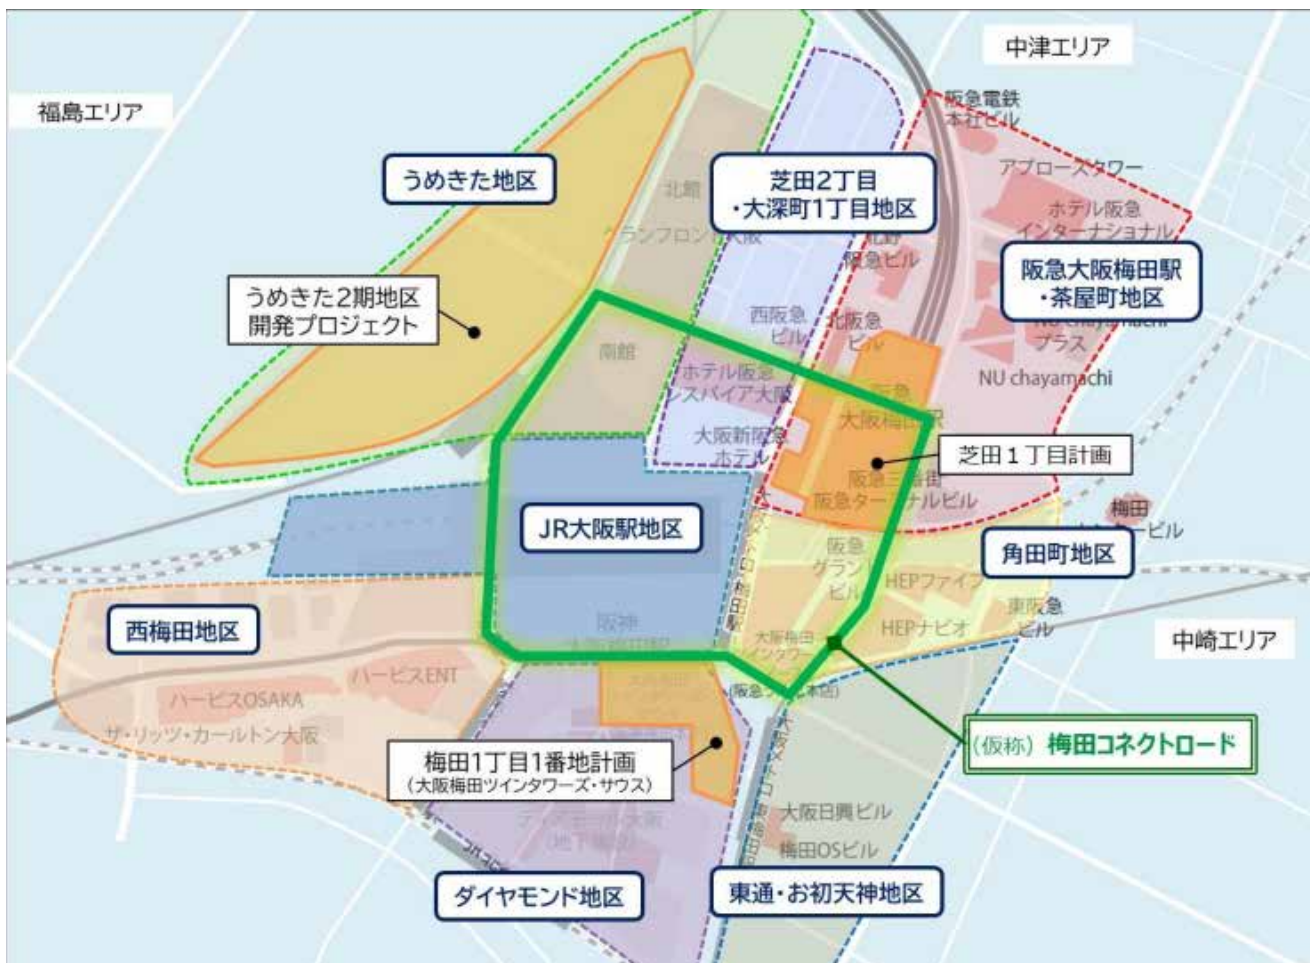 中津エリア
福島エリア
阪急電鉄
本社ビル
アプローズタワー
うめきた地区
北館
グランフロント大阪
芝田2丁目
・大深町1丁目地区
ホテル阪急
インターナショナル
阪急ビル
阪急大阪梅田駅
・茶屋町地区
うめきた2期地区
開発プロジェクト
西阪急
ビル
北阪急
ビル
NU chayamachi
プラス
南館
ホテル阪急
レスパイア大阪
NU chayamachi
阪急
大阪梅田駅
大阪新阪急
ホテル
芝田1丁目計画
阪急三番街
阪急ターミナルビル
梅田
JR大阪駅地区
阪急
グランド
ビル
角田町地区
HEPファイブ
HEPナビオ
東阪急
ビル
西梅田地区
阪神
大阪梅田
ツインタワー
中崎エリア
ハービスENT
ハービスOSAKA
ザ・リッツ・カールトン大阪
(仮称) 梅田コネクトロード
梅田1丁目1番地計画
(大阪梅田ツインタワーズ・サウス)
大阪日興ビル
梅田OSビル
ダイヤモンド地区
東通・お初天神地区